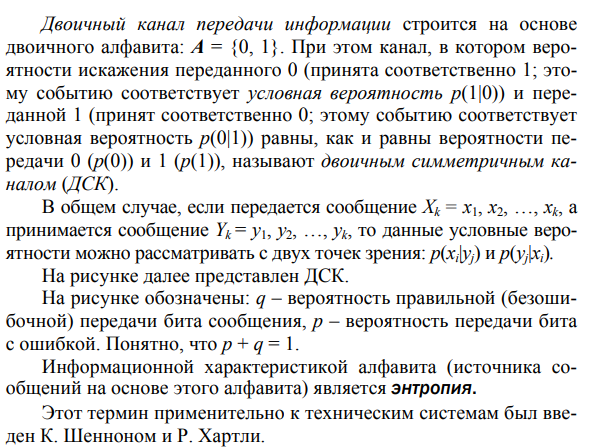 Двоичный канал передачи информации строится на основе
двоичного алфавита: A = {0, 1}. При этом канал, в котором веро-
ятности искажения переданного 0 (принята соответственно 1; это-
му событию соответствует условная вероятность p(1|0)) и пере-
данной 1 (принят соответственно 0; этому событию соответствует
условная вероятность p(0|1)) равны, как и равны вероятности пе-
редачи 0 (p(0)) и 1 (p(1)), называют двоичным симметричным ка-
налом (ДСК).
В общем случае, если передается сообщение Xk = x1, x2, …, xk, а
принимается сообщение Yk = y1, y2, …, yk, то данные условные веро-
ятности можно рассматривать с двух точек зрения: p(xi|yj) и p(yj|xi).
На рисунке далее представлен ДСК.
На рисунке обозначены: q – вероятность правильной (безоши-
бочной) передачи бита сообщения, p – вероятность передачи бита
с ошибкой. Понятно, что p + q = 1.
Информационной характеристикой алфавита (источника со-
общений на основе этого алфавита) является энтропия.
Этот термин применительно к техническим системам был вве-
ден К. Шенноном и Р. Хартли.